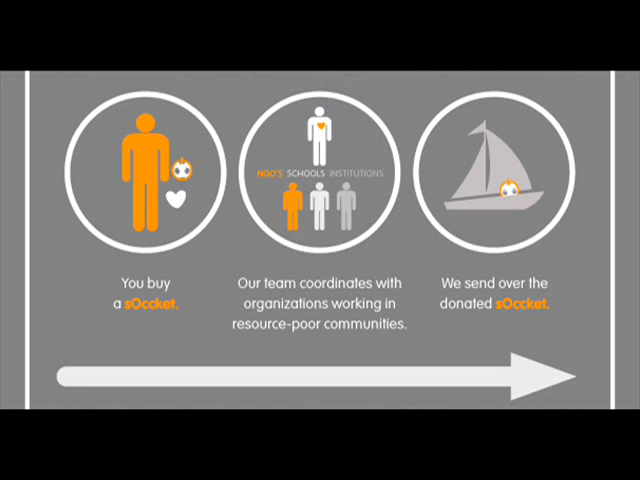 NGO'S SCHOOLS INSTITUTIONS
You buy
a sOccket.
Our team coordinates with
organizations working in
resource-poor communities.
We send over the
donated sOccket.